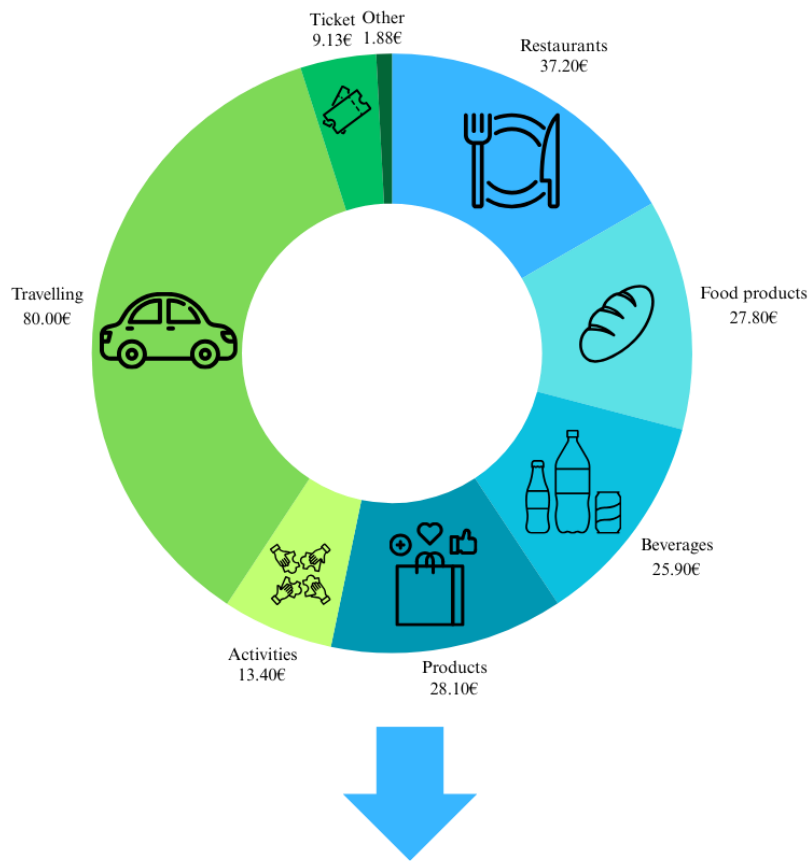 Ticket
9.13€
Other
1.88€
Restaurants
37.20€
Food products
27.80€
Beverages
25.90€
Products
28.10€
Activities
13.40€
Travelling
80.00€